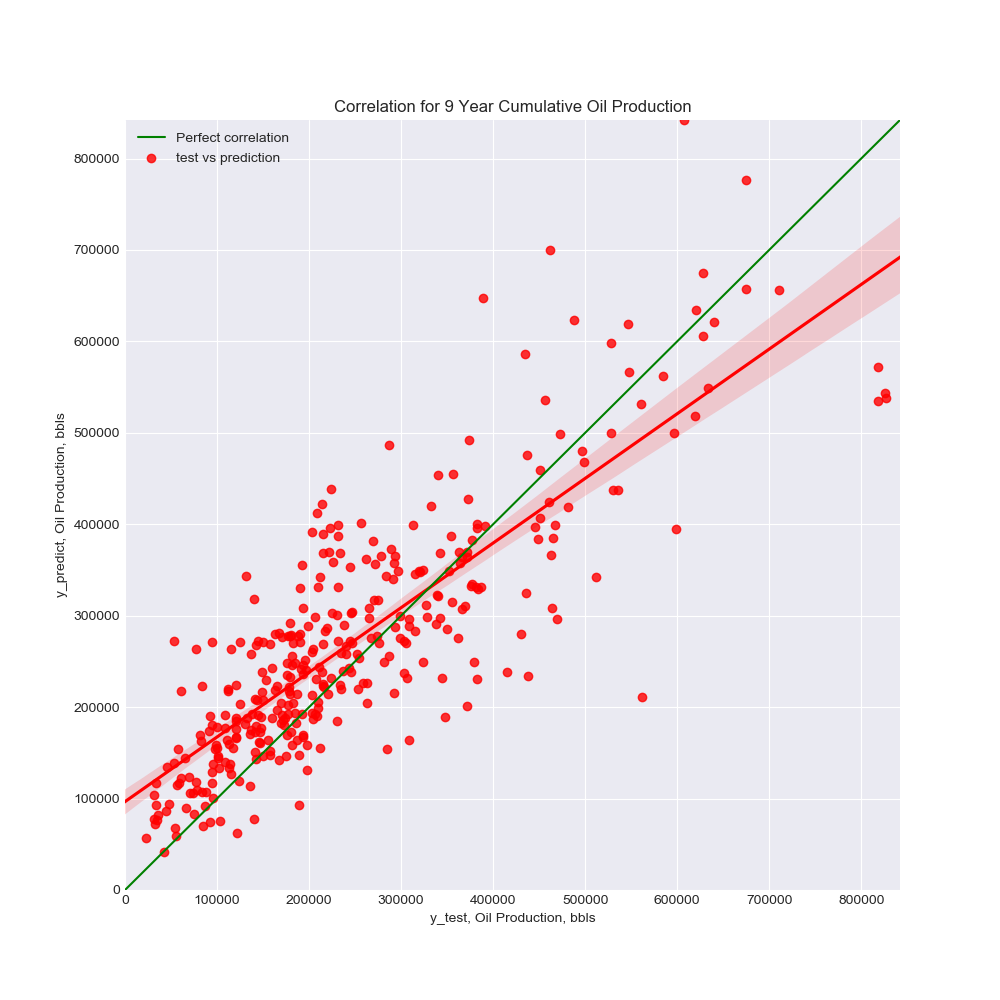 Correlation for 9 Year Cumulative Oil Production
Perfect correlation
test vs prediction
800000
700000
600000
500000
400000
300000
200000
100000
0
y_predict, Oil Production, bbls
0 100000 200000 300000 400000 500000 600000 700000 800000
y_test, Oil Production, bbls